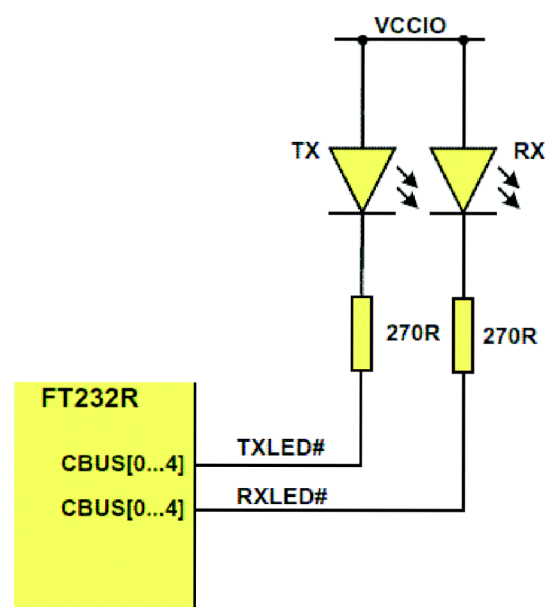 VCCIO
TX
RX
270R
270R
FT232R
CBUS[0...4]
TXLED#
CBUS[0...4]
RXLED#